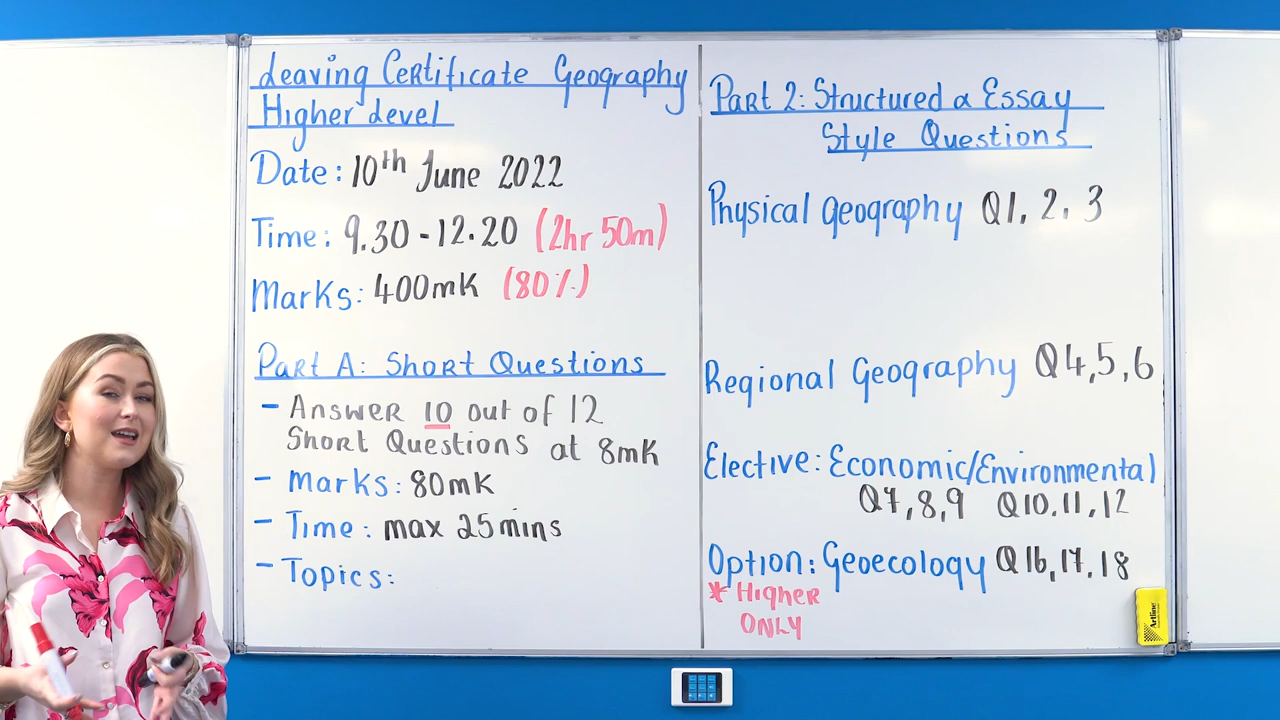 Leaving Certificate Geography
Higher Level
Date: 10th June 2022
Time: 9.30 - 12.20 (2hr 50m)
Marks: 400mk (80%)
Part A: Short Questions
- Answer 10 out of 12
Short Questions at 8mk
- Marks: 80mk
- Time: max 25mins
- Topics:
Part 2: Structured & Essay
Style Questions
Physical Geography Q1, 2, 3
Regional Geography Q4,5,6
Elective: Economic/Environmental
Q7,8,9 Q10,11,12
Option: Geoecology Q16,17,18
* Higher
ONLY
Artline